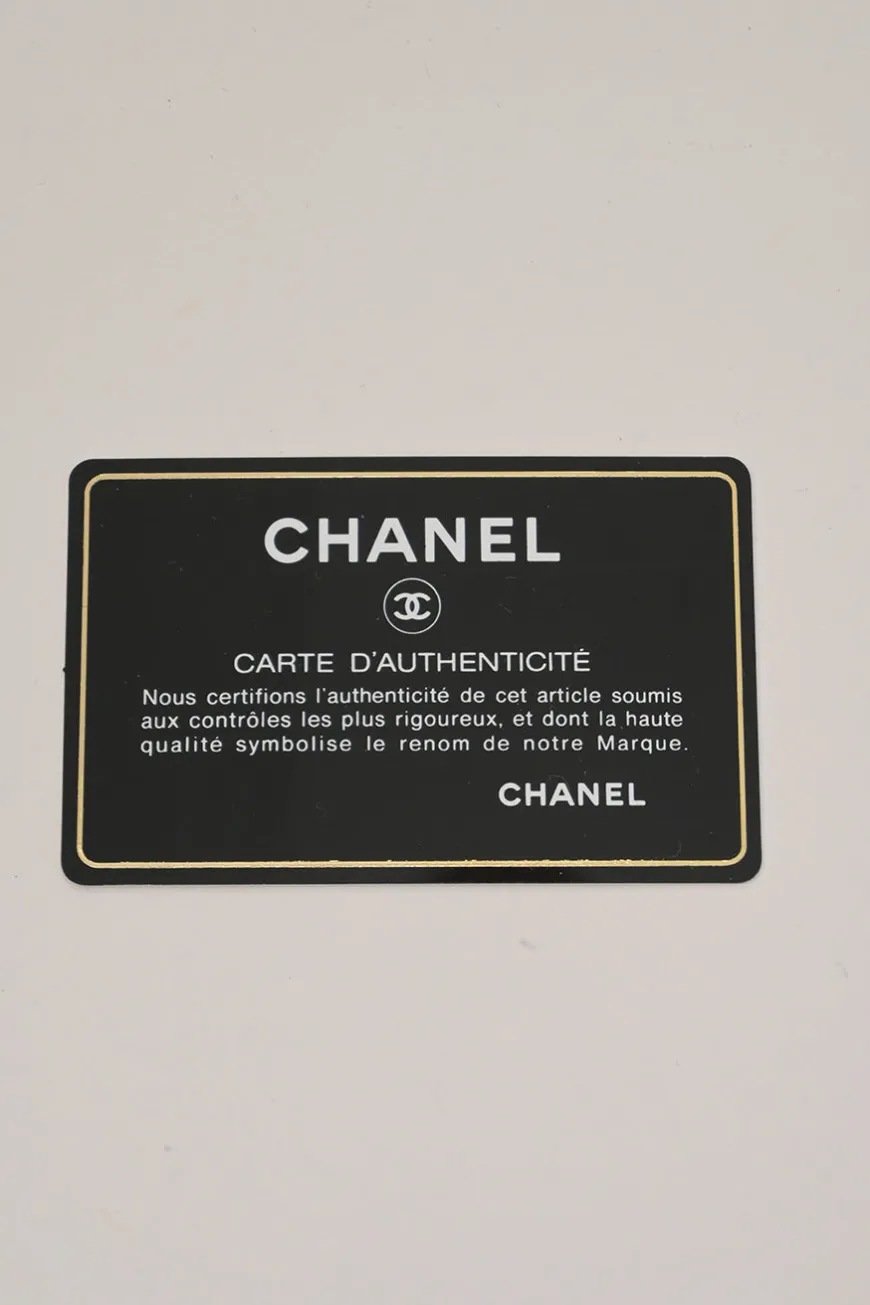 CHANEL
CARTE D'AUTHENTICITÉ
Nous certifions l'authenticité de cet article soumis
aux contrôles les plus rigoureux, et dont la haute
qualité symbolise le renom de notre Marque.
CHANEL